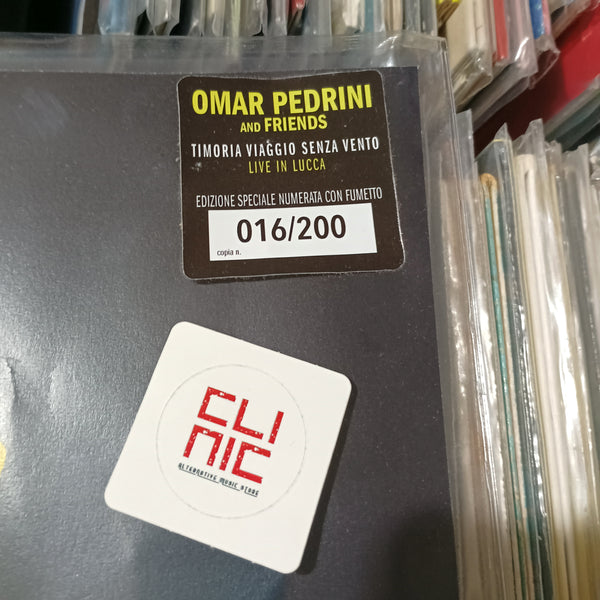 OMAR PEDRINI
AND FRIENDS
TIMORIA VIAGGIO SENZA VENTO
LIVE IN LUCCA
EDIZIONE SPECIALE NUMERATA CON FUMETTO
016/200
copia n.
CLI
NIC
ALTERNATIVE MUSIC STORE